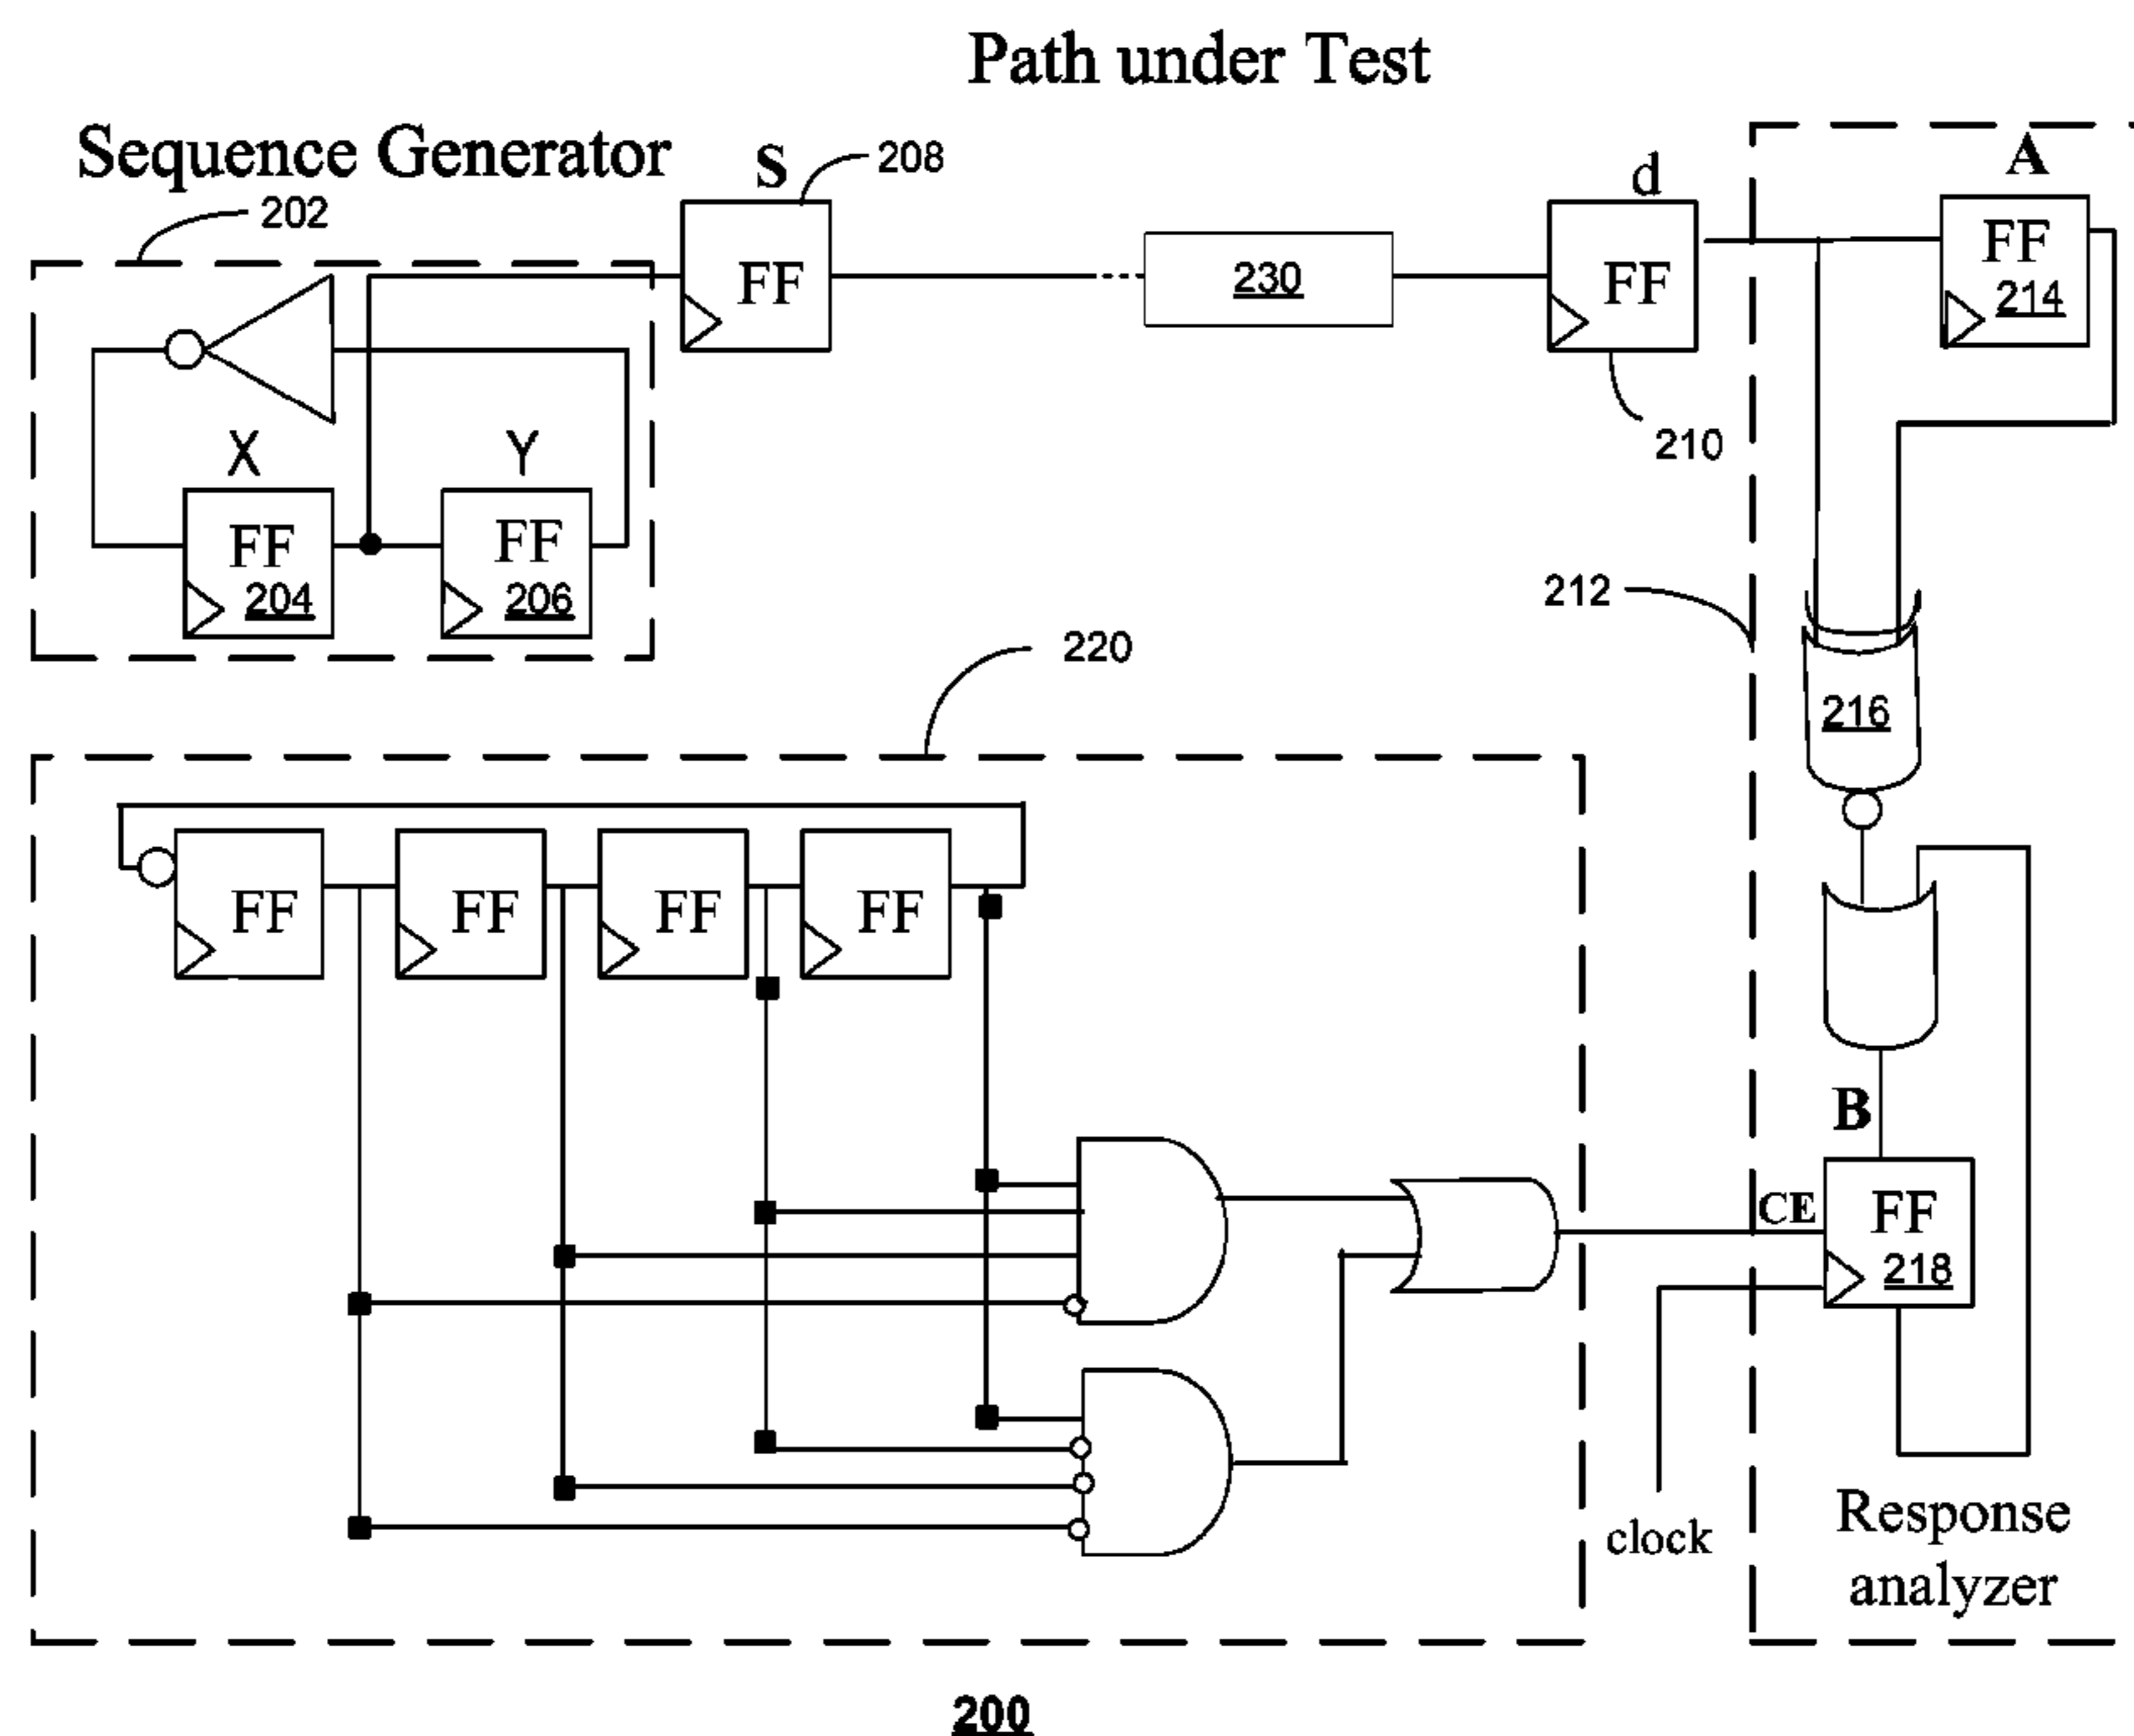 Path under Test
Sequence Generator
202
S
208
FF
230
d
FF
210
A
FF
214
X
FF
204
Y
FF
206
212
216
220
FF
FF
FF
FF
B
CE
FF
218
clock
Response
analyzer
200